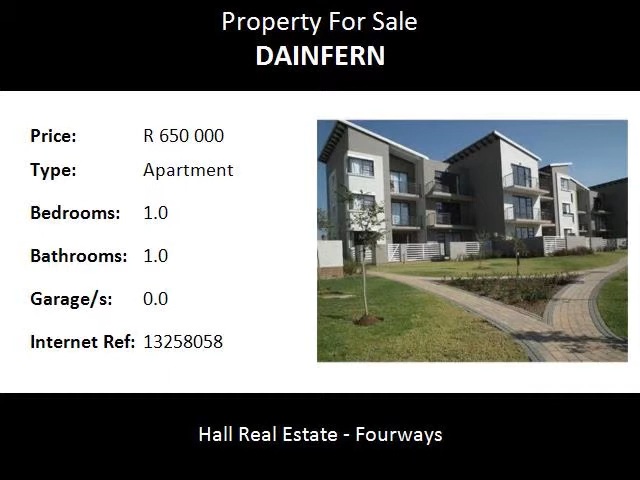 Property For Sale
DAINFERN
Price: R 650 000
Type: Apartment
Bedrooms: 1.0
Bathrooms: 1.0
Garage/s: 0.0
Internet Ref: 13258058
Hall Real Estate - Fourways